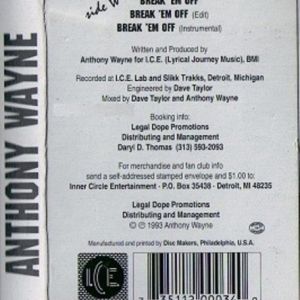 ANTHONY WAYNE
side W
BREAK 'EM OFF
BREAK 'EM OFF (Edit)
BREAK 'EM OFF (Instrumental)
Written and Produced by
Anthony Wayne for I.C.E. (Lyrical Journey Music), BMI
Recorded at I.C.E. Lab and Slikk Trakks, Detroit, Michigan
Engineered by Dave Taylor
Mixed by Dave Taylor and Anthony Wayne
Booking info:
Legal Dope Promotions
Distributing and Management
Daryl D. Thomas (313) 593-2093
For merchandise and fan club info
send a self-addressed stamped envelope and $1.00 to:
Inner Circle Entertainment - P.O. Box 35438 - Detroit, MI 48235
Legal Dope Promotions
Distributing and Management
© ℗ 1993 Anthony Wayne
Manufactured and printed by Disc Makers, Philadelphia, U.S.A.
ICE